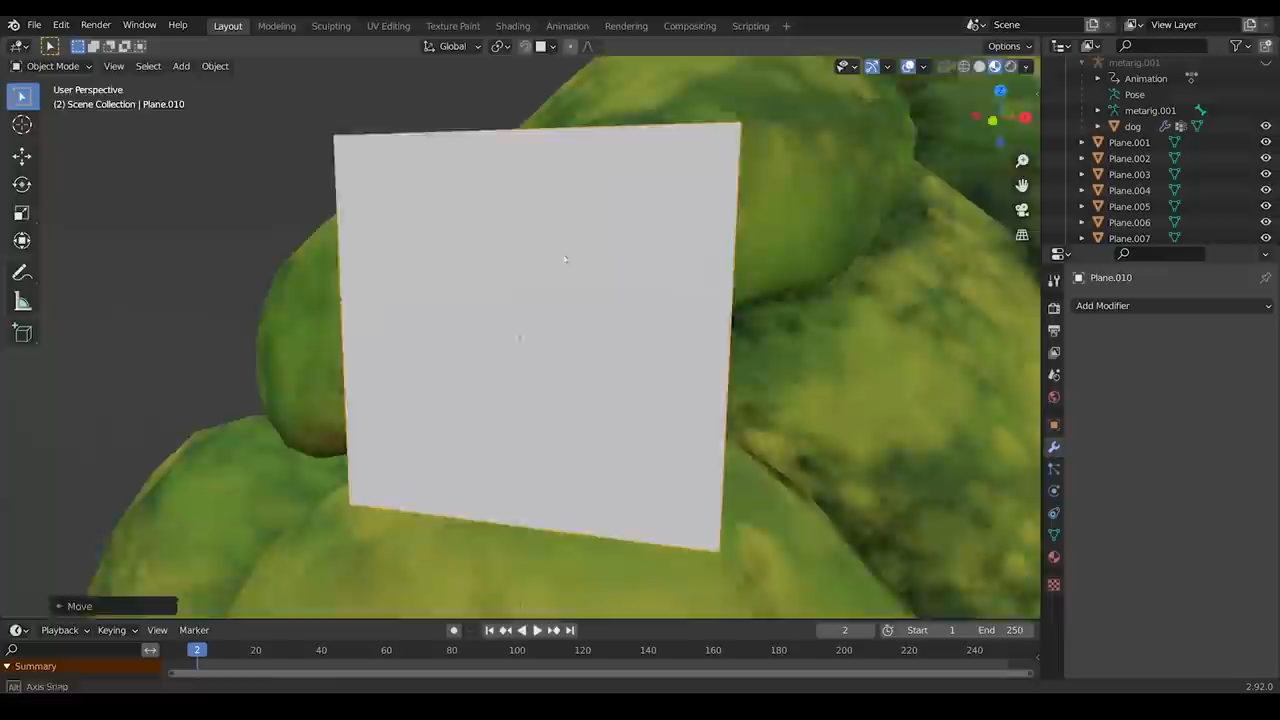 File Edit Render Window Help Layout Modeling Sculpting UV Editing Texture Paint Shading Animation Rendering Compositing Scripting + Scene View Layer
Global Options
Object Mode View Select Add Object
User Perspective
(2) Scene Collection | Plane.010
Z
metarig.001
Animation
Pose
metarig.001
dog
Plane.001
Plane.002
Plane.003
Plane.004
Plane.005
Plane.006
Plane.007
Plane.010
Add Modifier
Move
Playback Keying View Marker 2 Start 1 End 250
2 20 40 60 80 100 120 140 160 180 200 220 240
Summary
Alt Axis Snap 2.92.0